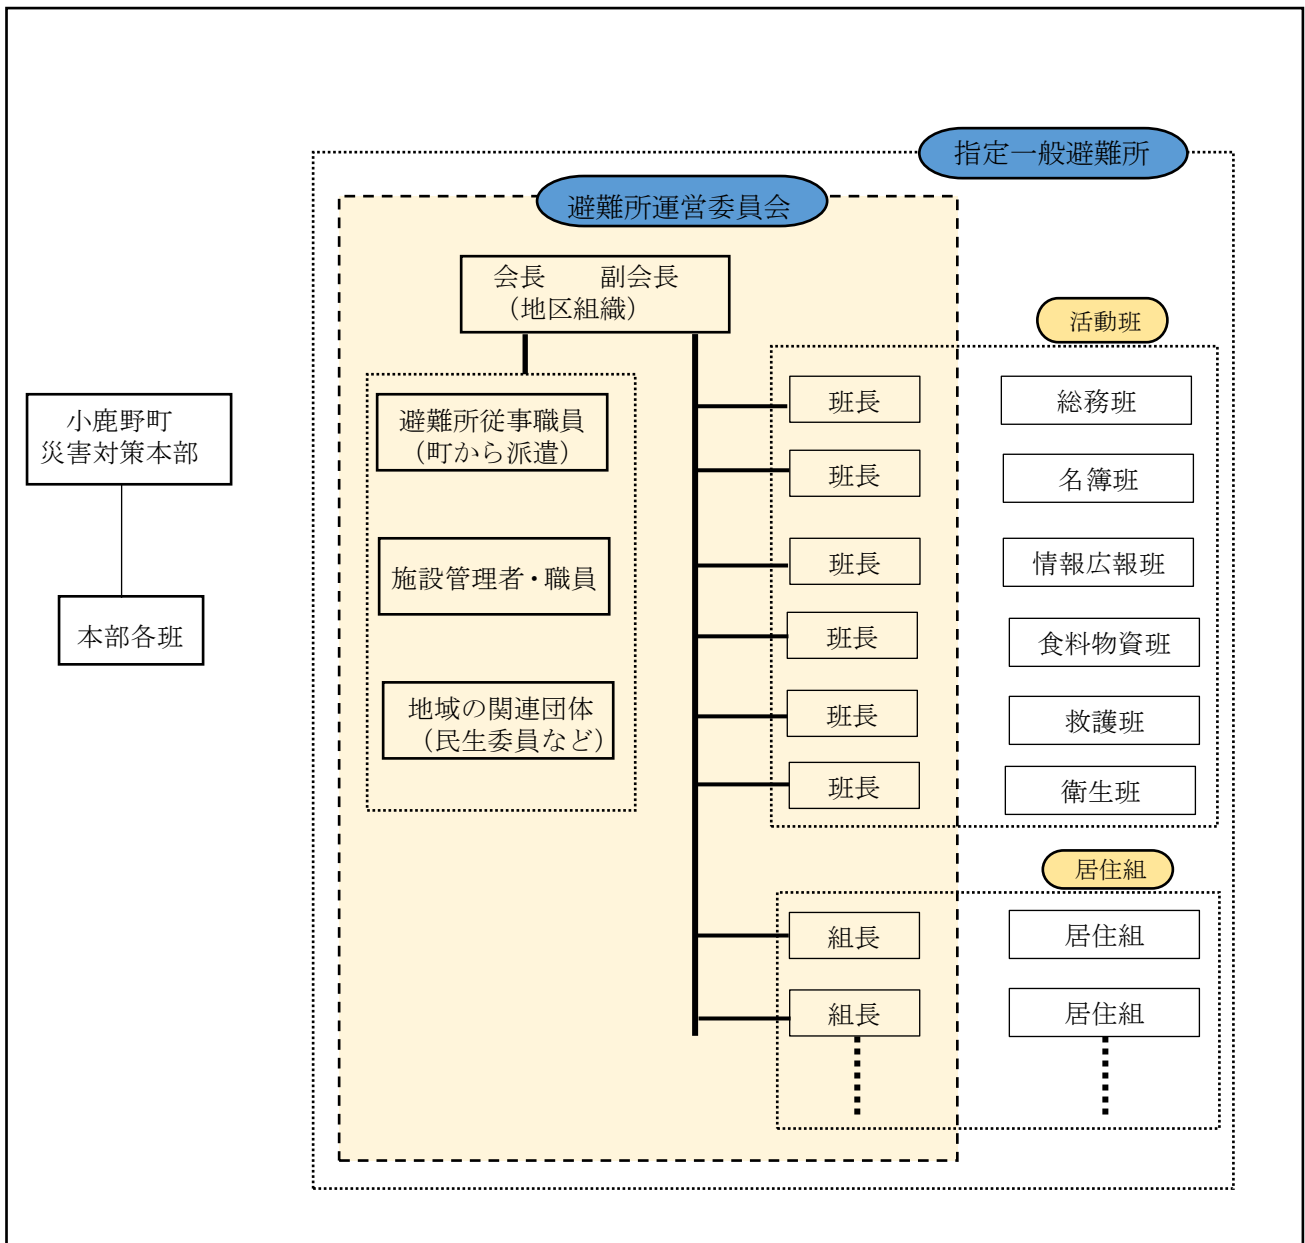 指定一般避難所
避難所運営委員会
会長　　副会長
（地区組織）
活動班
小鹿野町
災害対策本部
本部各班
避難所従事職員
（町から派遣）
施設管理者・職員
地域の関連団体
（民生委員など）
班長
総務班
班長
名簿班
班長
情報広報班
班長
食料物資班
班長
救護班
班長
衛生班
居住組
組長
居住組
組長
居住組